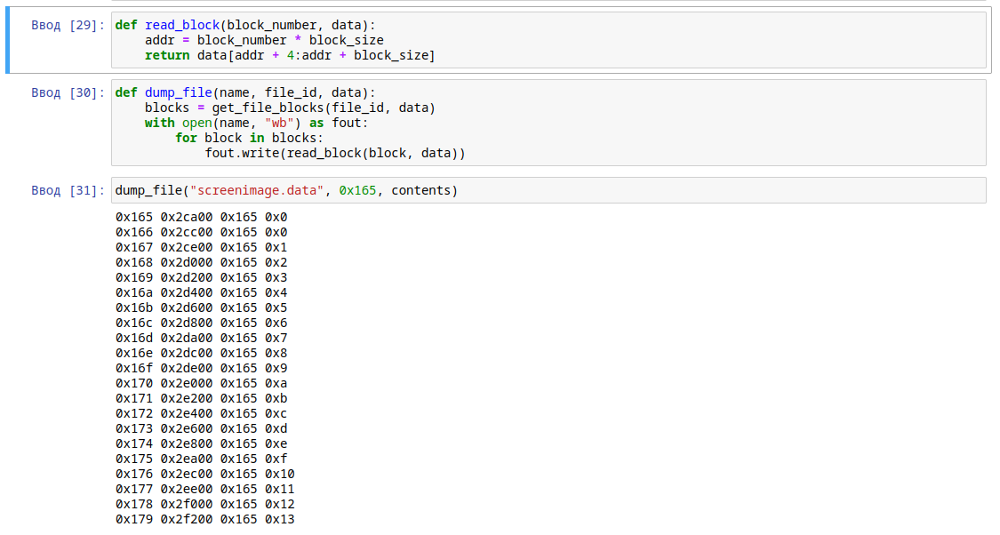 Ввод [29]: def read_block(block_number, data):
    addr = block_number * block_size
    return data[addr + 4:addr + block_size]
Ввод [30]: def dump_file(name, file_id, data):
    blocks = get_file_blocks(file_id, data)
    with open(name, "wb") as fout:
        for block in blocks:
            fout.write(read_block(block, data))
Ввод [31]: dump_file("screenimage.data", 0x165, contents)
0x165 0x2ca00 0x165 0x0
0x166 0x2cc00 0x165 0x0
0x167 0x2ce00 0x165 0x1
0x168 0x2d000 0x165 0x2
0x169 0x2d200 0x165 0x3
0x16a 0x2d400 0x165 0x4
0x16b 0x2d600 0x165 0x5
0x16c 0x2d800 0x165 0x6
0x16d 0x2da00 0x165 0x7
0x16e 0x2dc00 0x165 0x8
0x16f 0x2de00 0x165 0x9
0x170 0x2e000 0x165 0xa
0x171 0x2e200 0x165 0xb
0x172 0x2e400 0x165 0xc
0x173 0x2e600 0x165 0xd
0x174 0x2e800 0x165 0xe
0x175 0x2ea00 0x165 0xf
0x176 0x2ec00 0x165 0x10
0x177 0x2ee00 0x165 0x11
0x178 0x2f000 0x165 0x12
0x179 0x2f200 0x165 0x13